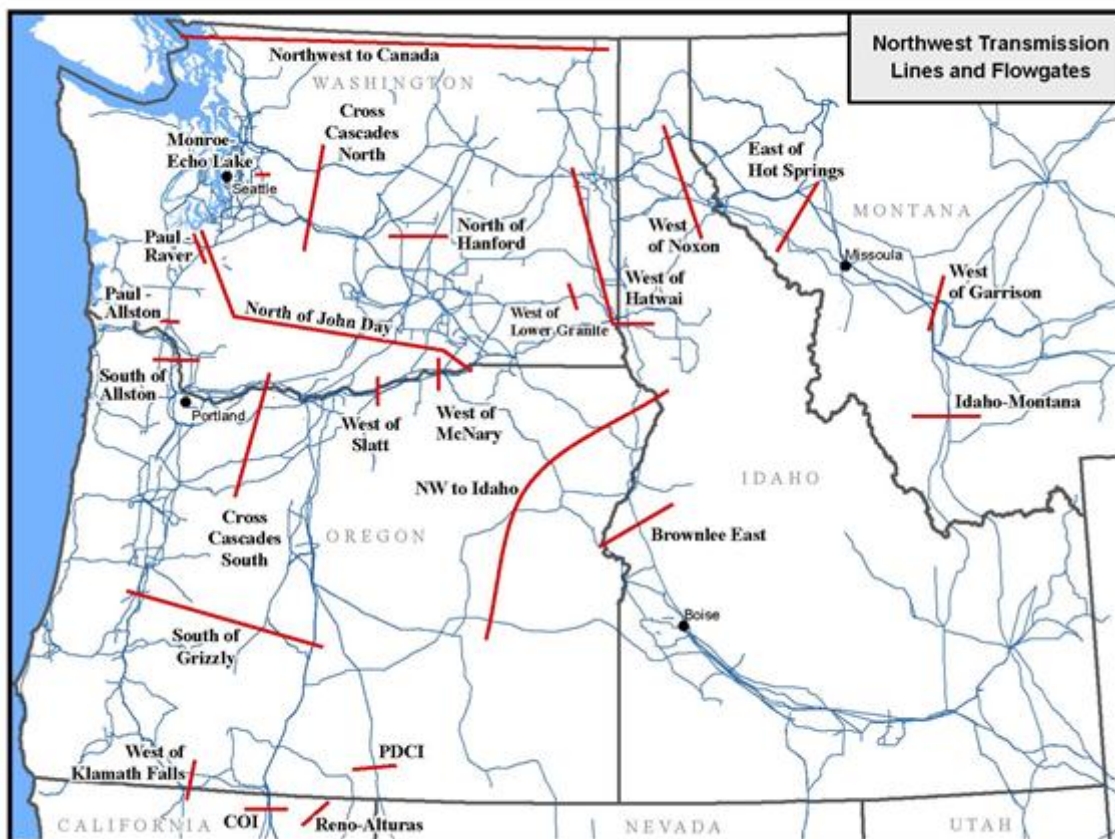 Northwest Transmission
Lines and Flowgates
Northwest to Canada
WASHINGTON
Cross
Cascades
North
Monroe-
Echo Lake
Seattle
East of
Hot Springs
MONTANA
North of
Hanford
West
of Noxon
Paul -
Raver
Missoula
West of
Hatwai
West
of Garrison
Paul -
Allston
North of John Day
West of
Lower Granite
South of
Allston
Portland
West of
Slatt
West of
McNary
Idaho-Montana
NW to Idaho
IDAHO
Cross
Cascades
South
OREGON
Brownlee East
Boise
South of
Grizzly
West of
Klamath Falls
PDCI
COI
Reno-Alturas
CALIFORNIA
NEVADA
UTAH